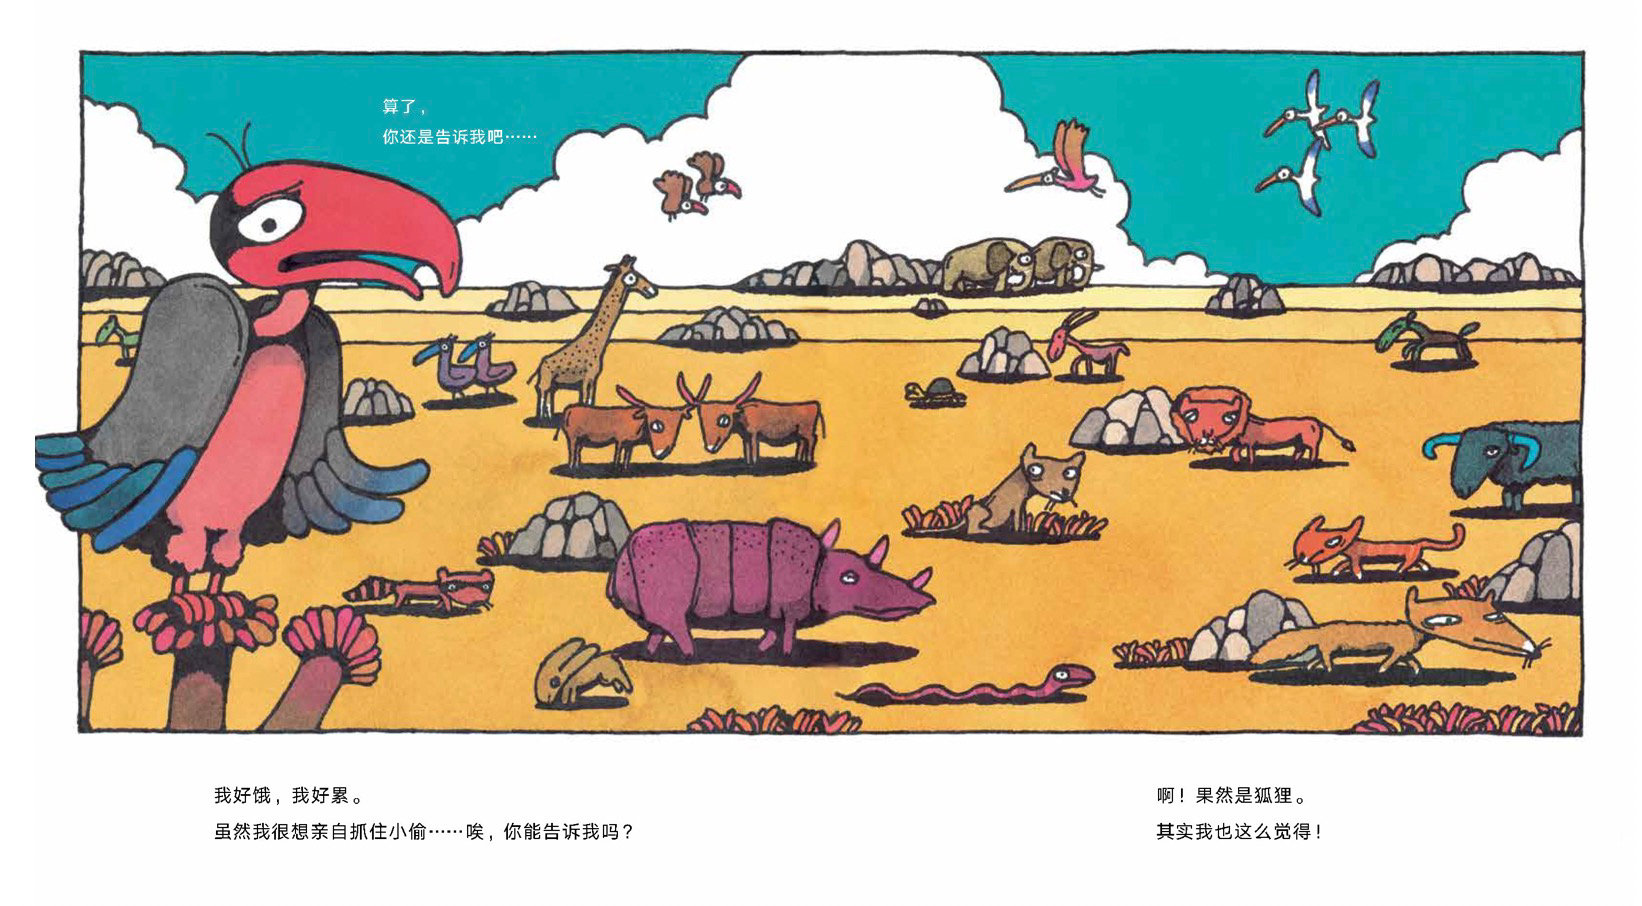 算了，
你还是告诉我吧……
我好饿，我好累。
虽然我很想亲自抓住小偷……唉，你能告诉我吗？
啊！果然是狐狸。
其实我也这么觉得！